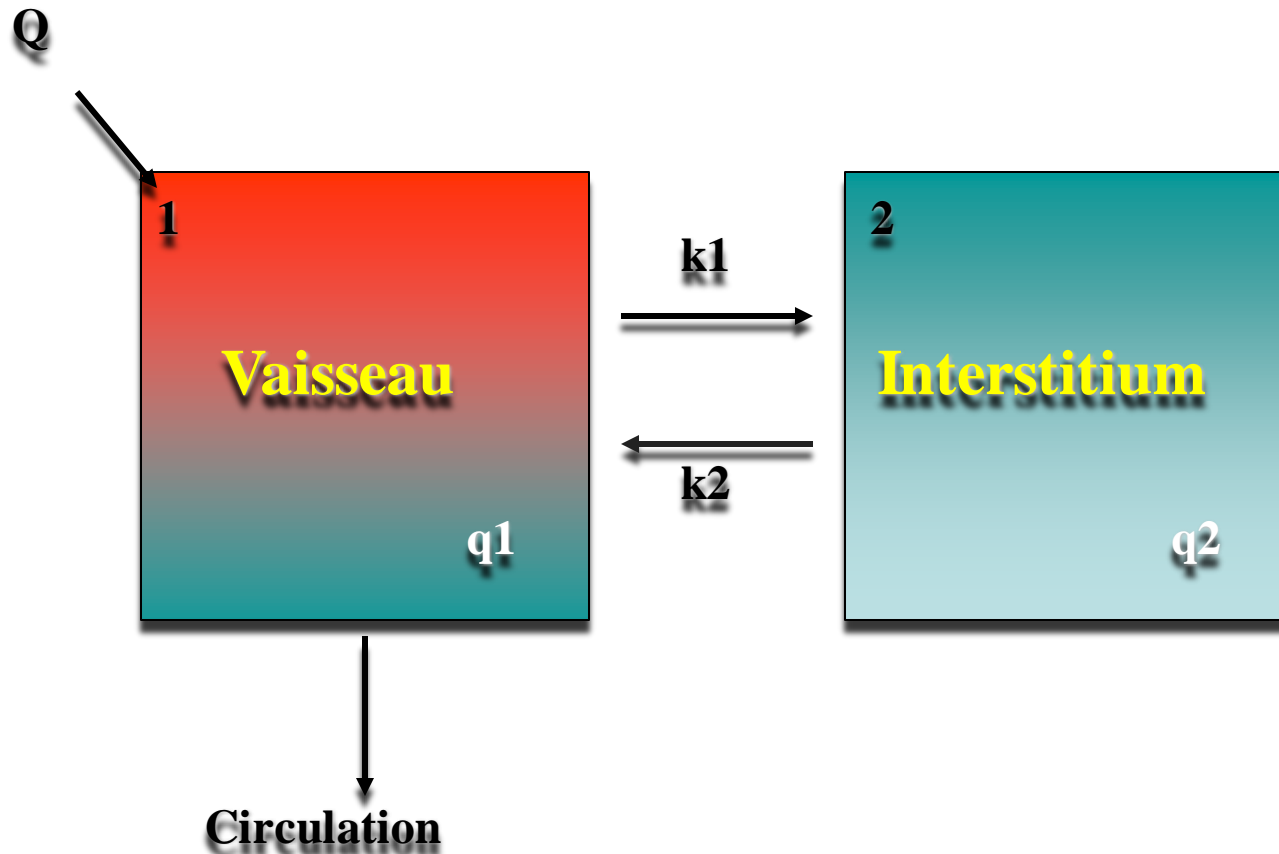 Q
1
2
k1
Vaisseau
Interstitium
k2
q1
q2
Circulation